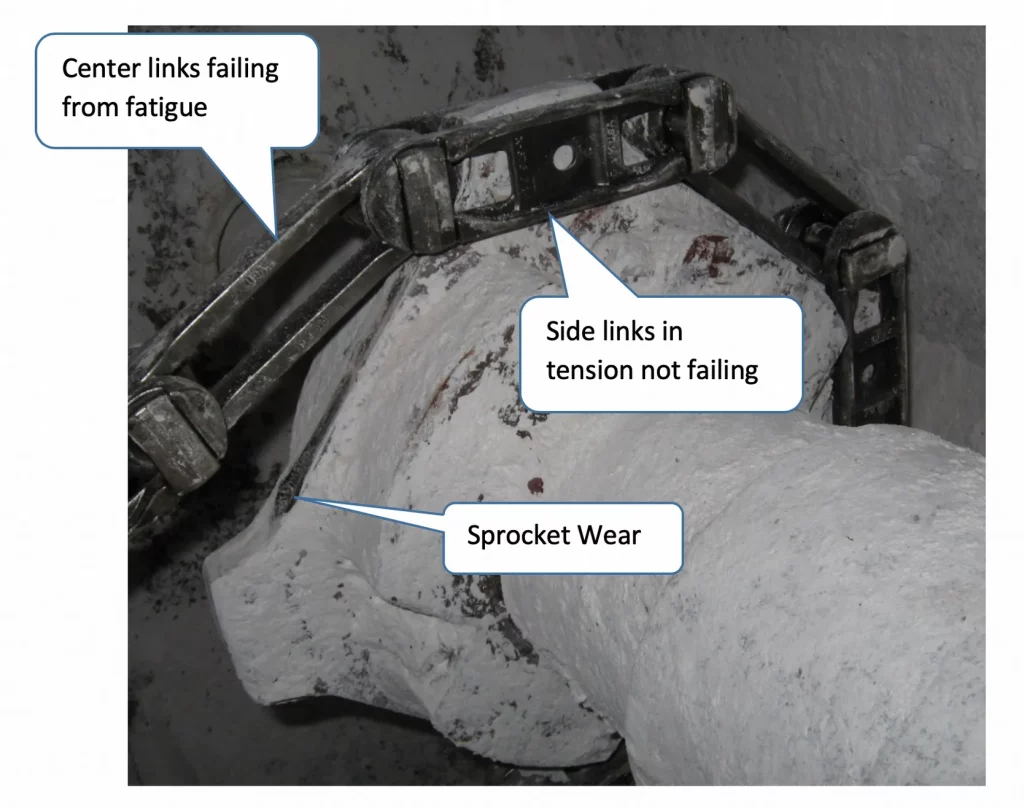 Center links failing
from fatigue
Side links in
tension not failing
Sprocket Wear